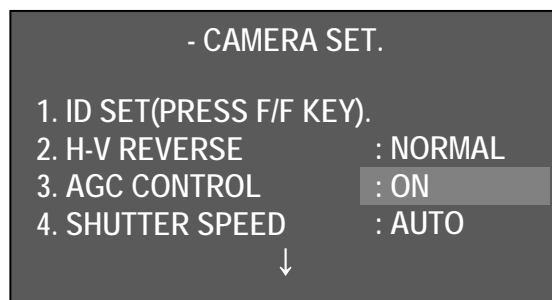 - CAMERA SET.
1. ID SET(PRESS F/F KEY).
2. H-V REVERSE : NORMAL
3. AGC CONTROL : ON
4. SHUTTER SPEED : AUTO
↓